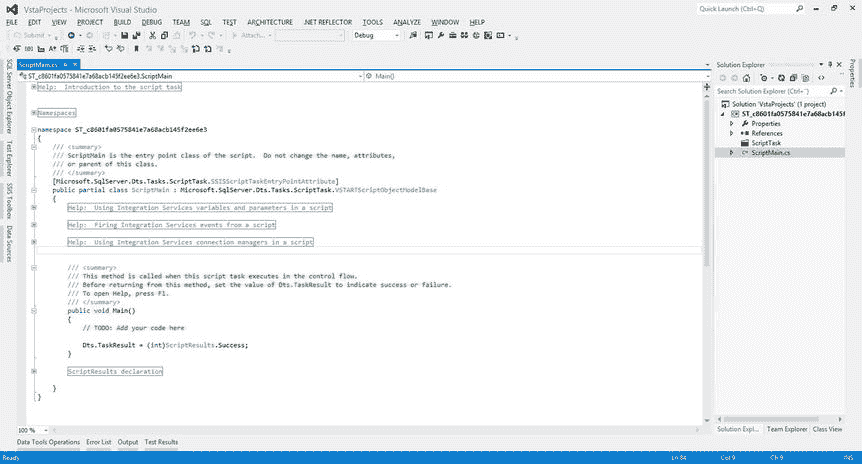 VstaProjects - Microsoft Visual Studio
Quick Launch (Ctrl+Q)
FILE EDIT VIEW PROJECT BUILD DEBUG TEAM SQL TEST ARCHITECTURE .NET REFLECTOR TOOLS ANALYZE WINDOW HELP
Submit
Attach...
Debug
ScriptMain.cs
ST_c8601fa0575841e7a68acb145f2ee6e3.ScriptMain
Main()
Help: Introduction to the script task
Namespaces
namespace ST_c8601fa0575841e7a68acb145f2ee6e3
{
/// <summary>
/// ScriptMain is the entry point class of the script. Do not change the name, attributes,
/// or parent of this class.
/// </summary>
[Microsoft.SqlServer.Dts.Tasks.ScriptTask.SSISScriptTaskEntryPointAttribute]
public partial class ScriptMain : Microsoft.SqlServer.Dts.Tasks.ScriptTask.VSTARTScriptObjectModelBase
{
Help: Using Integration Services variables and parameters in a script
Help: Firing Integration Services events from a script
Help: Using Integration Services connection managers in a script
/// <summary>
/// This method is called when this script task executes in the control flow.
/// Before returning from this method, set the value of Dts.TaskResult to indicate success or failure.
/// To open Help, press F1.
/// </summary>
public void Main()
{
// TODO: Add your code here
Dts.TaskResult = (int)ScriptResults.Success;
}
ScriptResults declaration
}
}
100 %
Data Tools Operations Error List Output Test Results
Ready
Ln 84
Col 9
Ch 9
INS
SQL Server Object Explorer
Test Explorer
SSIS Toolbox
Data Sources
Solution Explorer
Search Solution Explorer (Ctrl+¨)
Solution 'VstaProjects' (1 project)
ST_c8601fa0575841e7a68acb145f
Properties
References
ScriptTask
ScriptMain.cs
Solution Expl... Team Explorer Class View
Properties